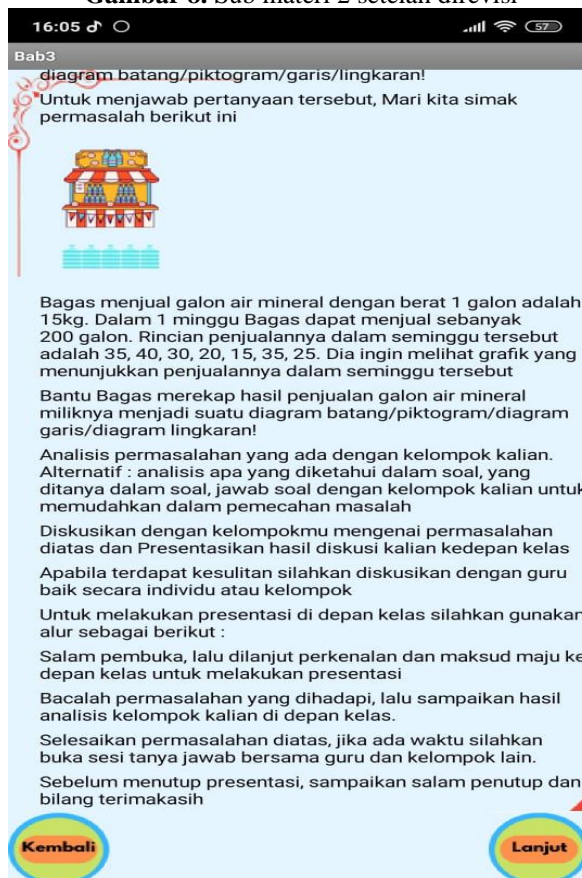 Gambar 8. Sub materi 2 setelah direvisi
16:05
57
Bab3
diagram batang/piktogram/garis/lingkaran!
Untuk menjawab pertanyaan tersebut, Mari kita simak
permasalah berikut ini
Bagas menjual galon air mineral dengan berat 1 galon adalah
15kg. Dalam 1 minggu Bagas dapat menjual sebanyak
200 galon. Rincian penjualannya dalam seminggu tersebut
adalah 35, 40, 30, 20, 15, 35, 25. Dia ingin melihat grafik yang
menunjukkan penjualannya dalam seminggu tersebut
Bantu Bagas merekap hasil penjualan galon air mineral
miliknya menjadi suatu diagram batang/piktogram/diagram
garis/diagram lingkaran!
Analisis permasalahan yang ada dengan kelompok kalian.
Alternatif : analisis apa yang diketahui dalam soal, yang
ditanya dalam soal, jawab soal dengan kelompok kalian untuk
memudahkan dalam pemecahan masalah
Diskusikan dengan kelompokmu mengenai permasalahan
diatas dan Presentasikan hasil diskusi kalian kedepan kelas
Apabila terdapat kesulitan silahkan diskusikan dengan guru
baik secara individu atau kelompok
Untuk melakukan presentasi di depan kelas silahkan gunakan
alur sebagai berikut :
Salam pembuka, lalu dilanjut perkenalan dan maksud maju ke
depan kelas untuk melakukan presentasi
Bacalah permasalahan yang dihadapi, lalu sampaikan hasil
analisis kelompok kalian di depan kelas.
Selesaikan permasalahan diatas, jika ada waktu silahkan
buka sesi tanya jawab bersama guru dan kelompok lain.
Sebelum menutup presentasi, sampaikan salam penutup dan
bilang terimakasih
Kembali
Lanjut